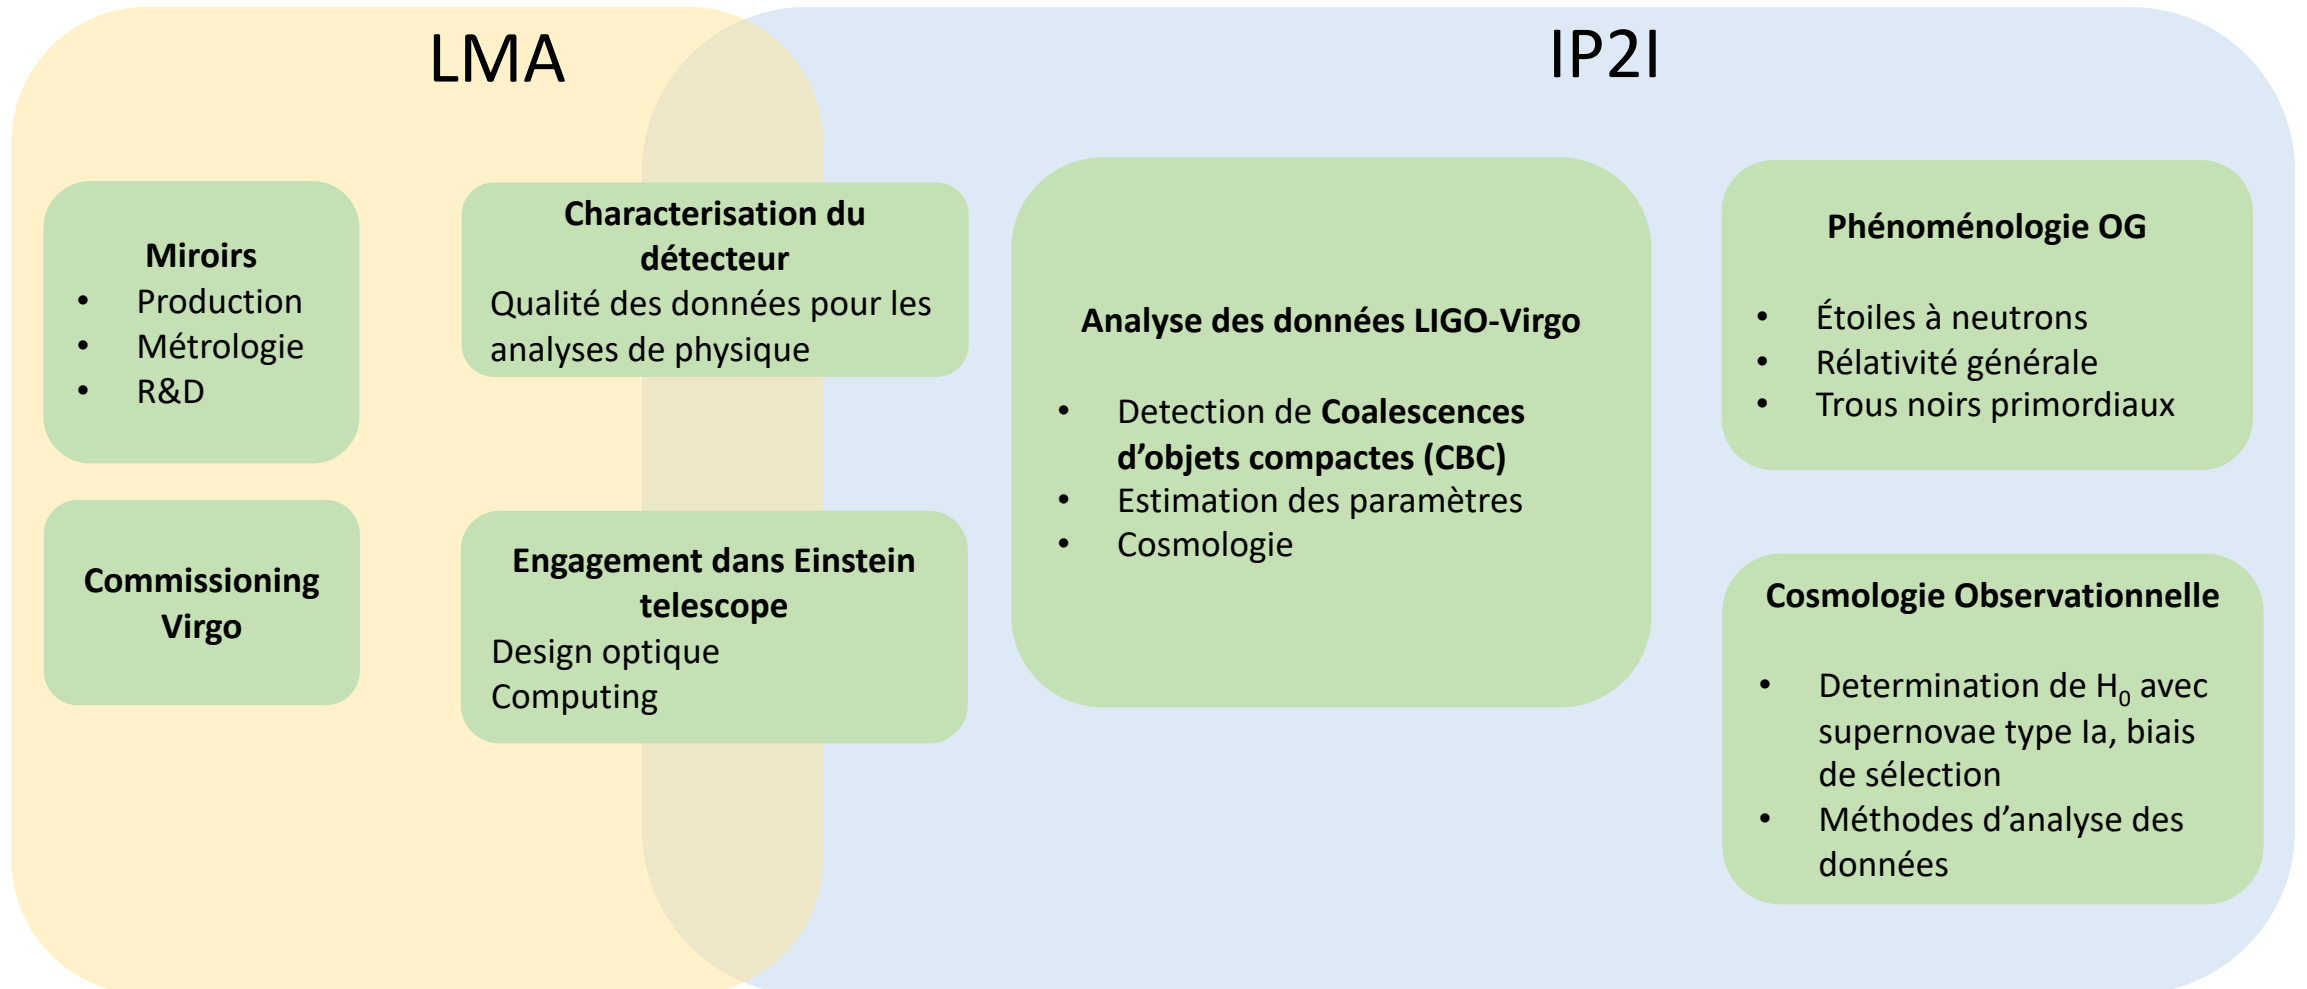 LMA
IP2I
Miroirs
• Production
• Métrologie
• R&D
Commissioning
Virgo
Characterisation du
détecteur
Qualité des données pour les
analyses de physique
Engagement dans Einstein
telescope
Design optique
Computing
Analyse des données LIGO-Virgo
• Detection de Coalescences
d’objets compactes (CBC)
• Estimation des paramètres
• Cosmologie
Phénoménologie OG
• Étoiles à neutrons
• Rélativité générale
• Trous noirs primordiaux
Cosmologie Observationnelle
• Determination de H₀ avec
supernovae type Ia, biais
de sélection
• Méthodes d’analyse des
données